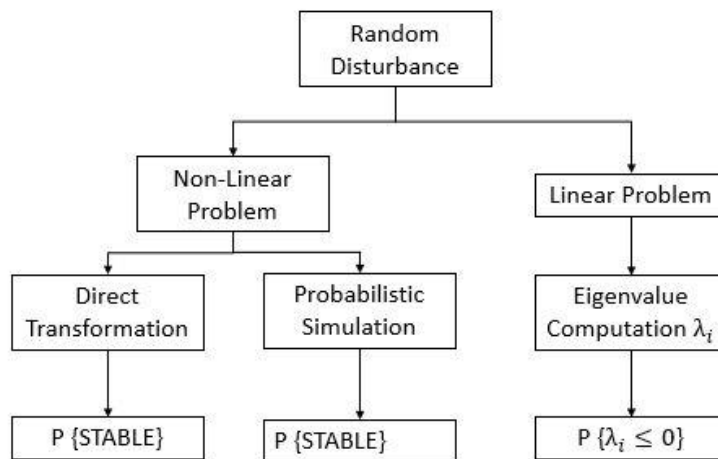 Random
Disturbance
Non-Linear
Problem
Linear Problem
Direct
Transformation
Probabilistic
Simulation
Eigenvalue
Computation λᵢ
P {STABLE}
P {STABLE}
P {λᵢ ≤ 0}